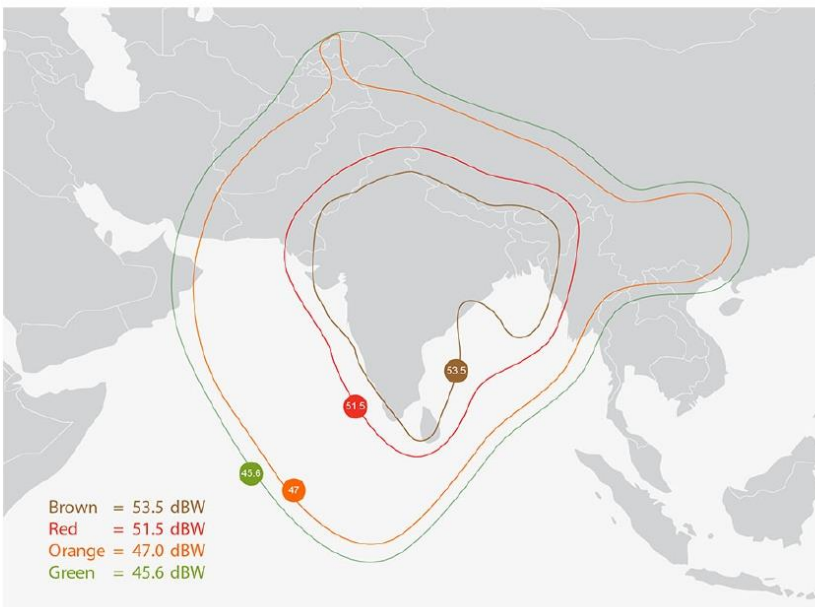 53.5
51.5
45.6
47
Brown = 53.5 dBW
Red = 51.5 dBW
Orange = 47.0 dBW
Green = 45.6 dBW